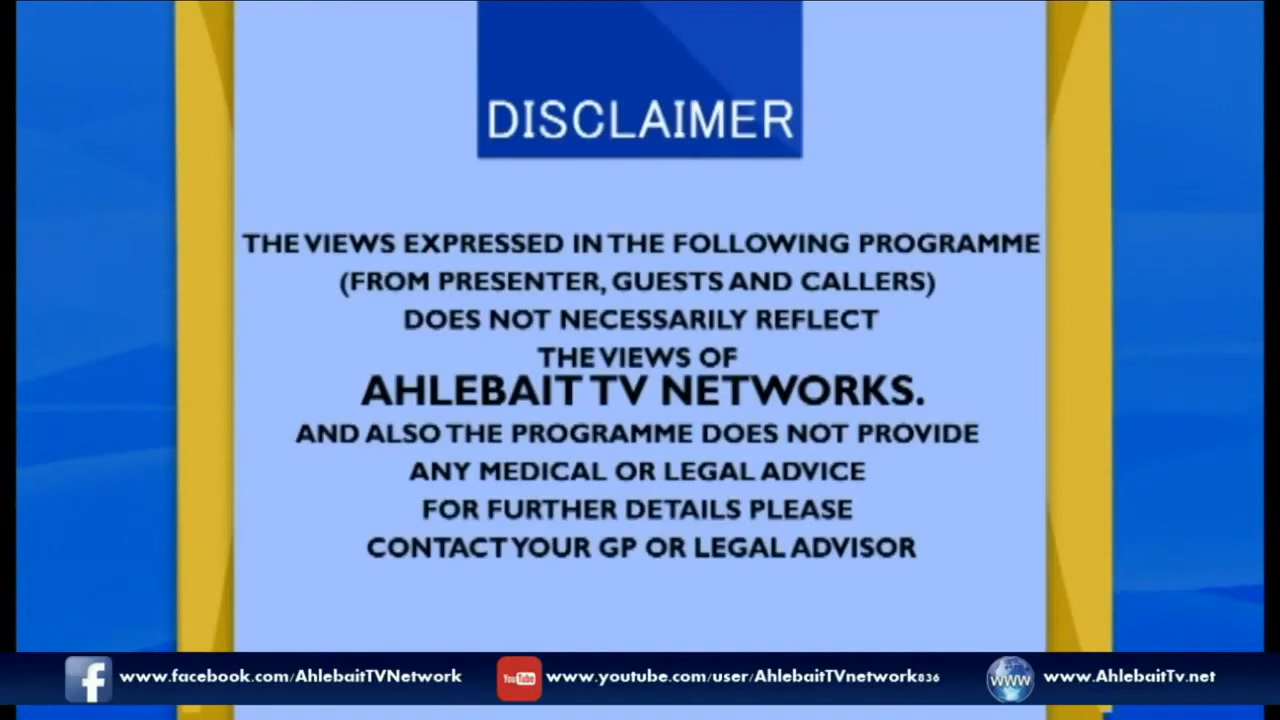 DISCLAIMER
THE VIEWS EXPRESSED IN THE FOLLOWING PROGRAMME
(FROM PRESENTER, GUESTS AND CALLERS)
DOES NOT NECESSARILY REFLECT
THE VIEWS OF
AHLEBAIT TV NETWORKS.
AND ALSO THE PROGRAMME DOES NOT PROVIDE
ANY MEDICAL OR LEGAL ADVICE
FOR FURTHER DETAILS PLEASE
CONTACT YOUR GP OR LEGAL ADVISOR
f www.facebook.com/AhlebaitTVNetwork YouTube www.youtube.com/user/AhlebaitTVnetwork836 WWW www.AhlebaitTv.net